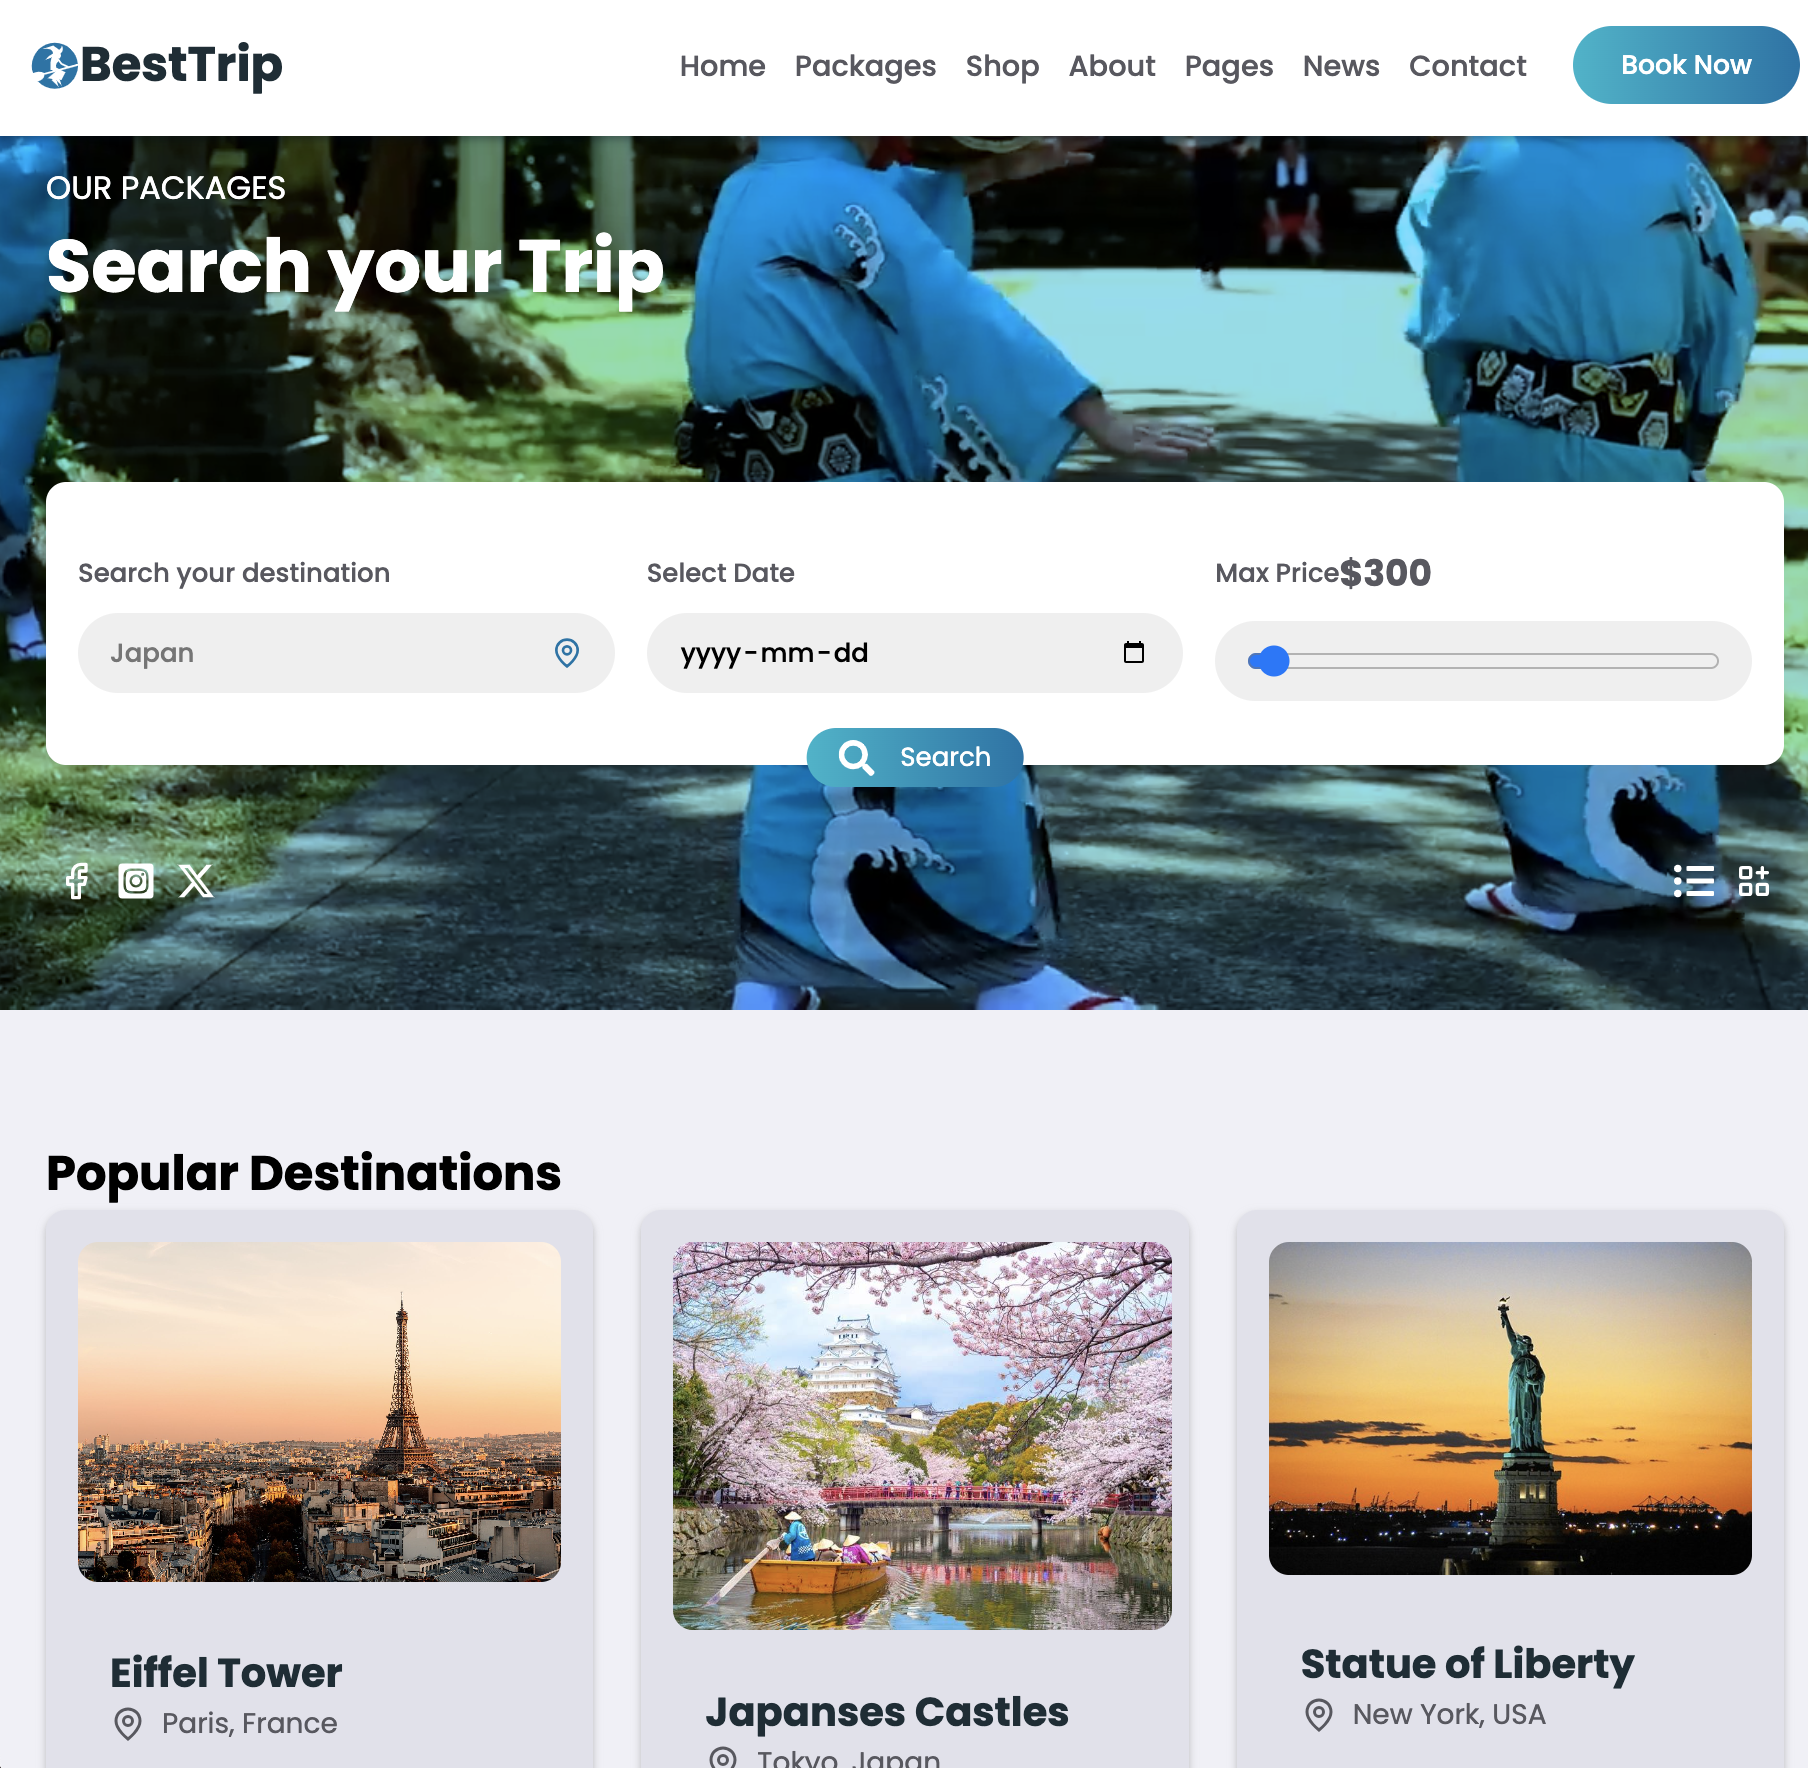 BestTrip
Home Packages Shop About Pages News Contact Book Now
OUR PACKAGES
Search your Trip
Search your destination Select Date Max Price$300
Japan yyyy-mm-dd
Search
Popular Destinations
Eiffel Tower
Paris, France
Japanses Castles
Tokyo, Japan
Statue of Liberty
New York, USA